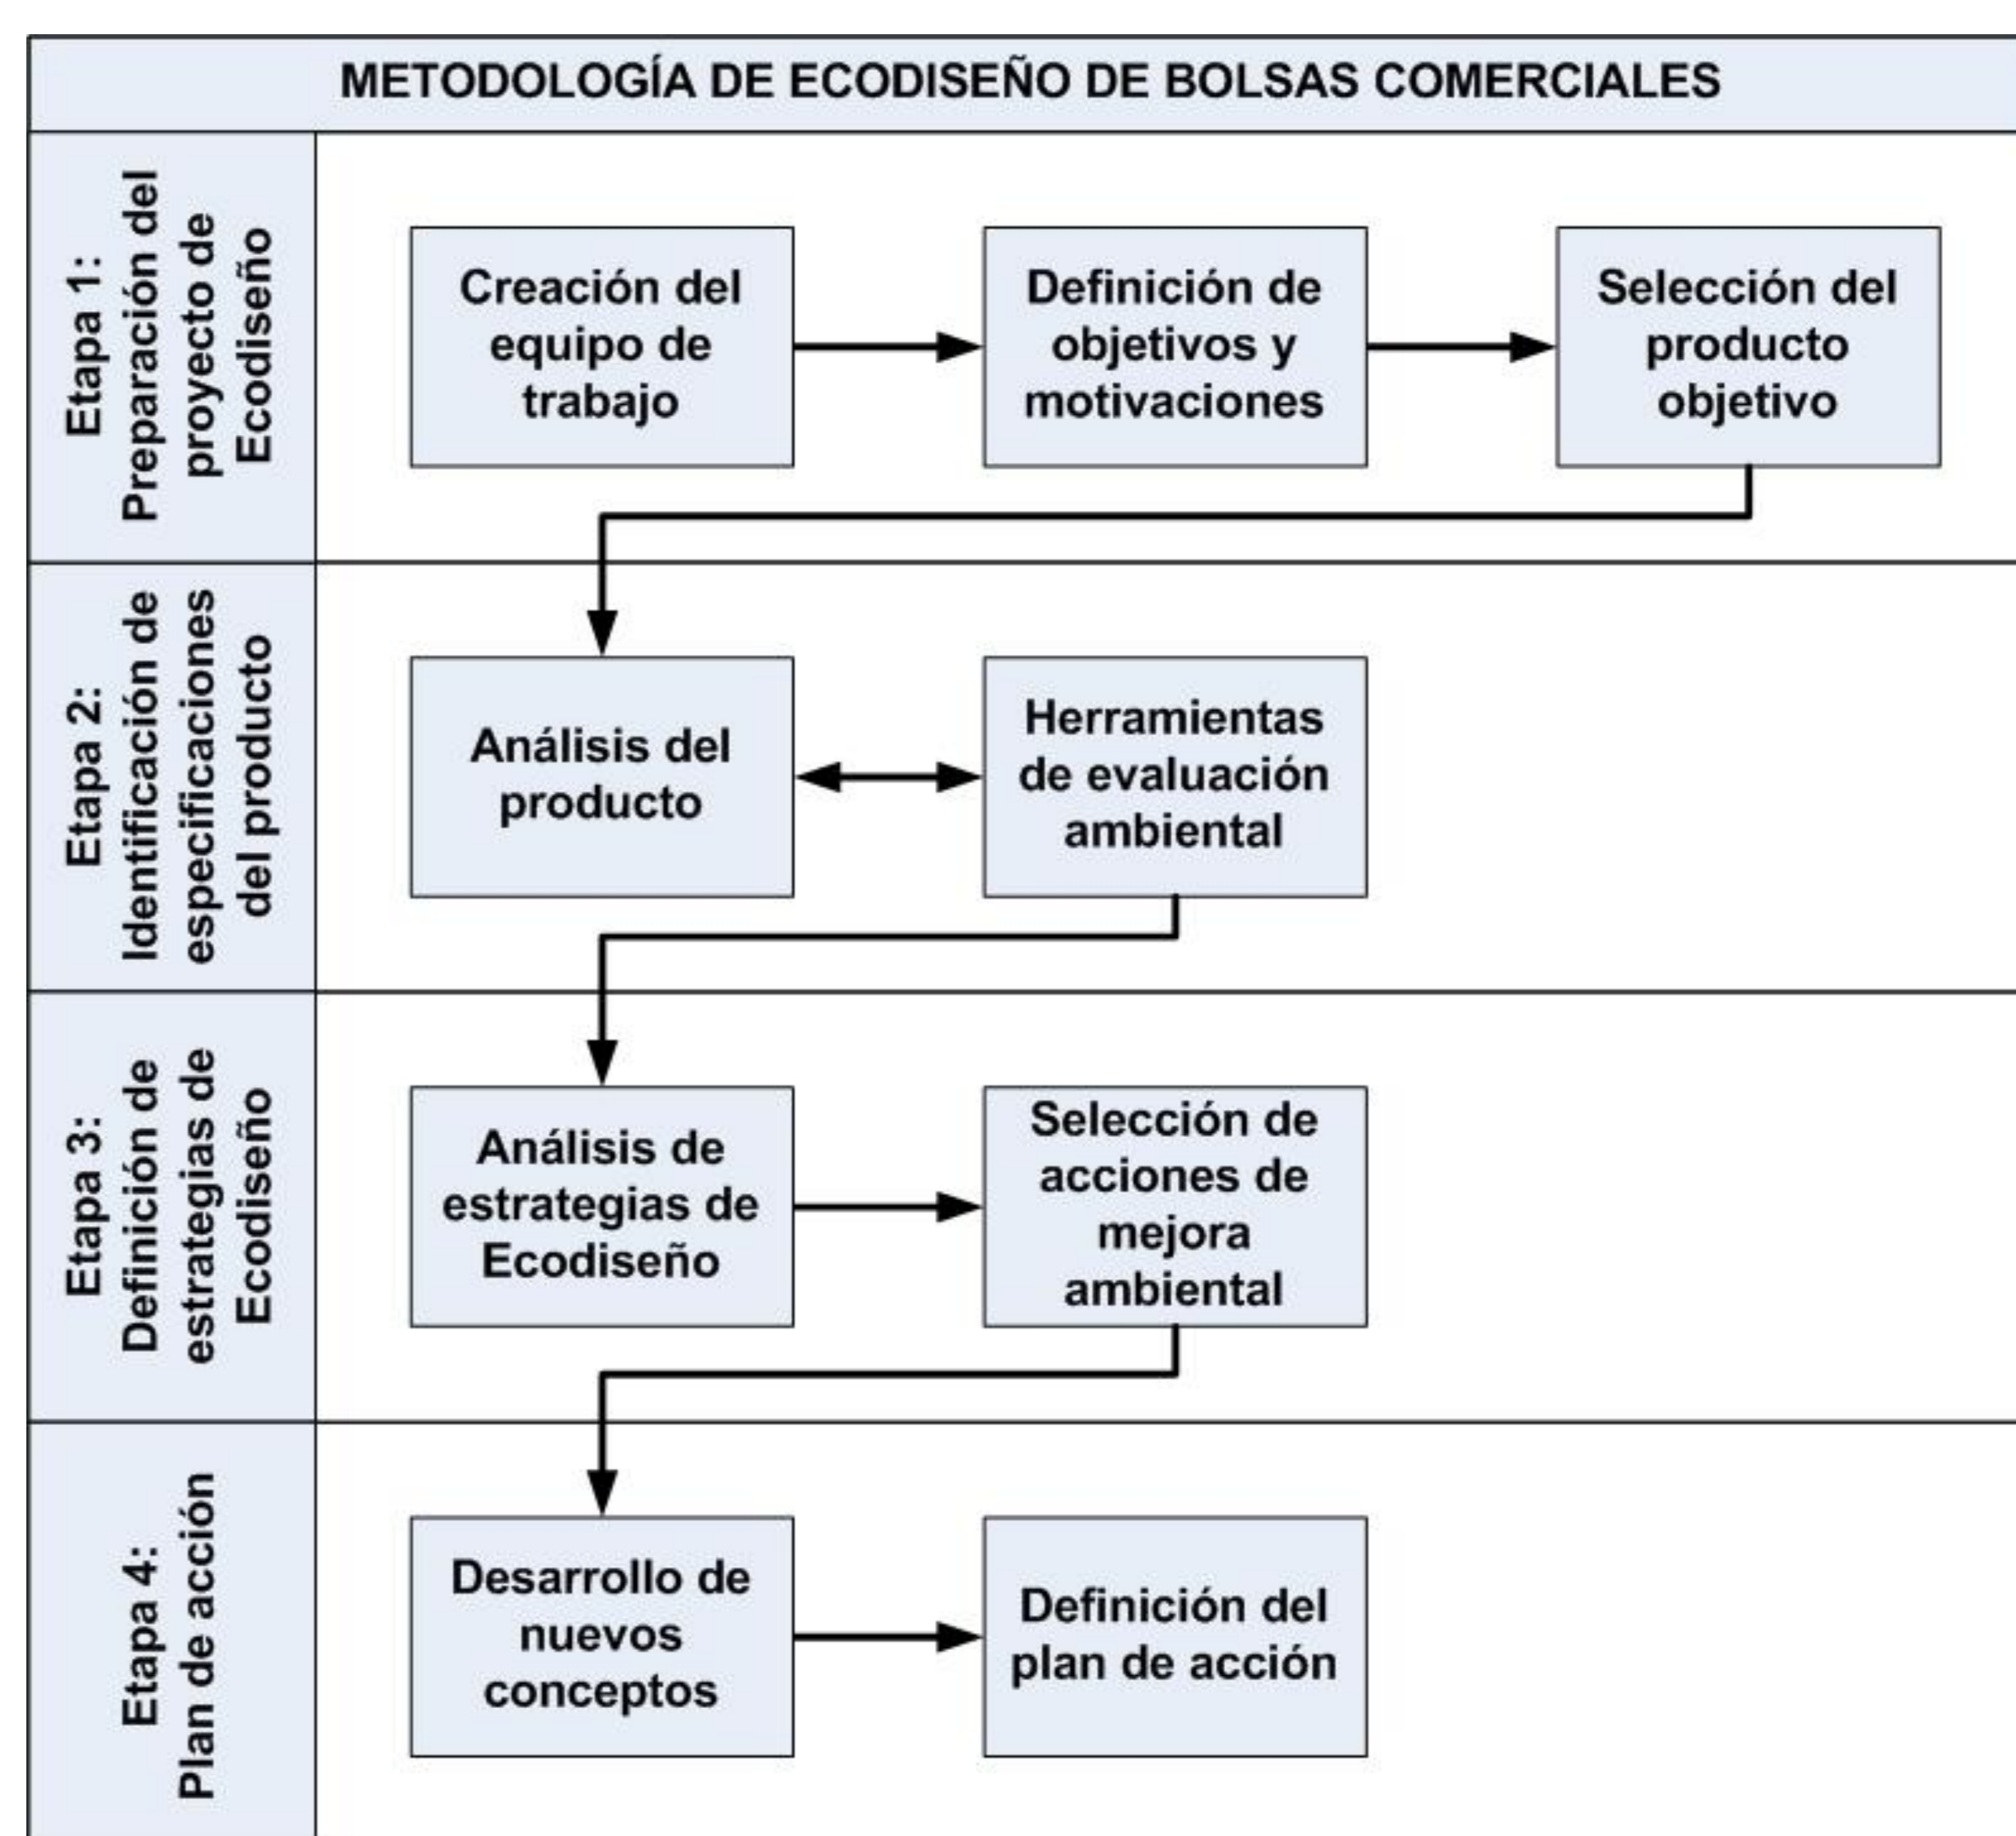 METODOLOGÍA DE ECODISEÑO DE BOLSAS COMERCIALES
Etapa 1:
Preparación del
proyecto de
Ecodiseño
Creación del
equipo de
trabajo
Definición de
objetivos y
motivaciones
Selección del
producto
objetivo
Etapa 2:
Identificación de
especificaciones
del producto
Análisis del
producto
Herramientas
de evaluación
ambiental
Etapa 3:
Definición de
estrategias de
Ecodiseño
Análisis de
estrategias de
Ecodiseño
Selección de
acciones de
mejora
ambiental
Etapa 4:
Plan de acción
Desarrollo de
nuevos
conceptos
Definición del
plan de acción